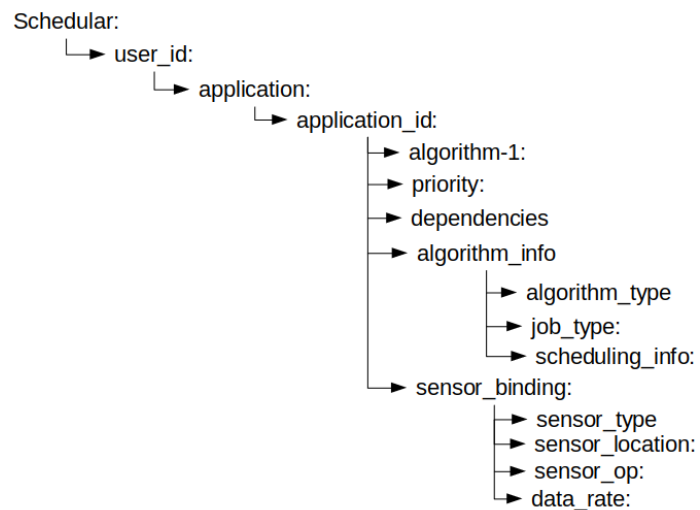 Schedular:
user_id:
application:
application_id:
algorithm-1:
priority:
dependencies
algorithm_info
algorithm_type
job_type:
scheduling_info:
sensor_binding:
sensor_type
sensor_location:
sensor_op:
data_rate: